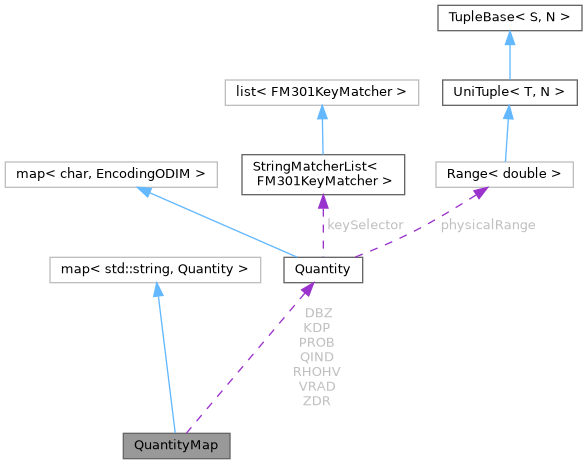 TupleBase< S, N >
list< FM301KeyMatcher >
UniTuple< T, N >
map< char, EncodingODIM >
StringMatcherList<
FM301KeyMatcher >
Range< double >
keySelector
physicalRange
map< std::string, Quantity >
Quantity
DBZ
KDP
PROB
QIND
RHOHV
VRAD
ZDR
QuantityMap